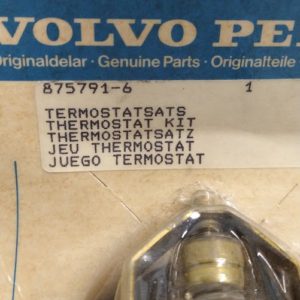 VOLVO PE
Originaldelar · Genuine Parts · Originalteile
875791-6 1
TERMOSTATSATS
THERMOSTAT KIT
THERMOSTATSATZ
JEU THERMOSTAT
JUEGO TERMOSTAT